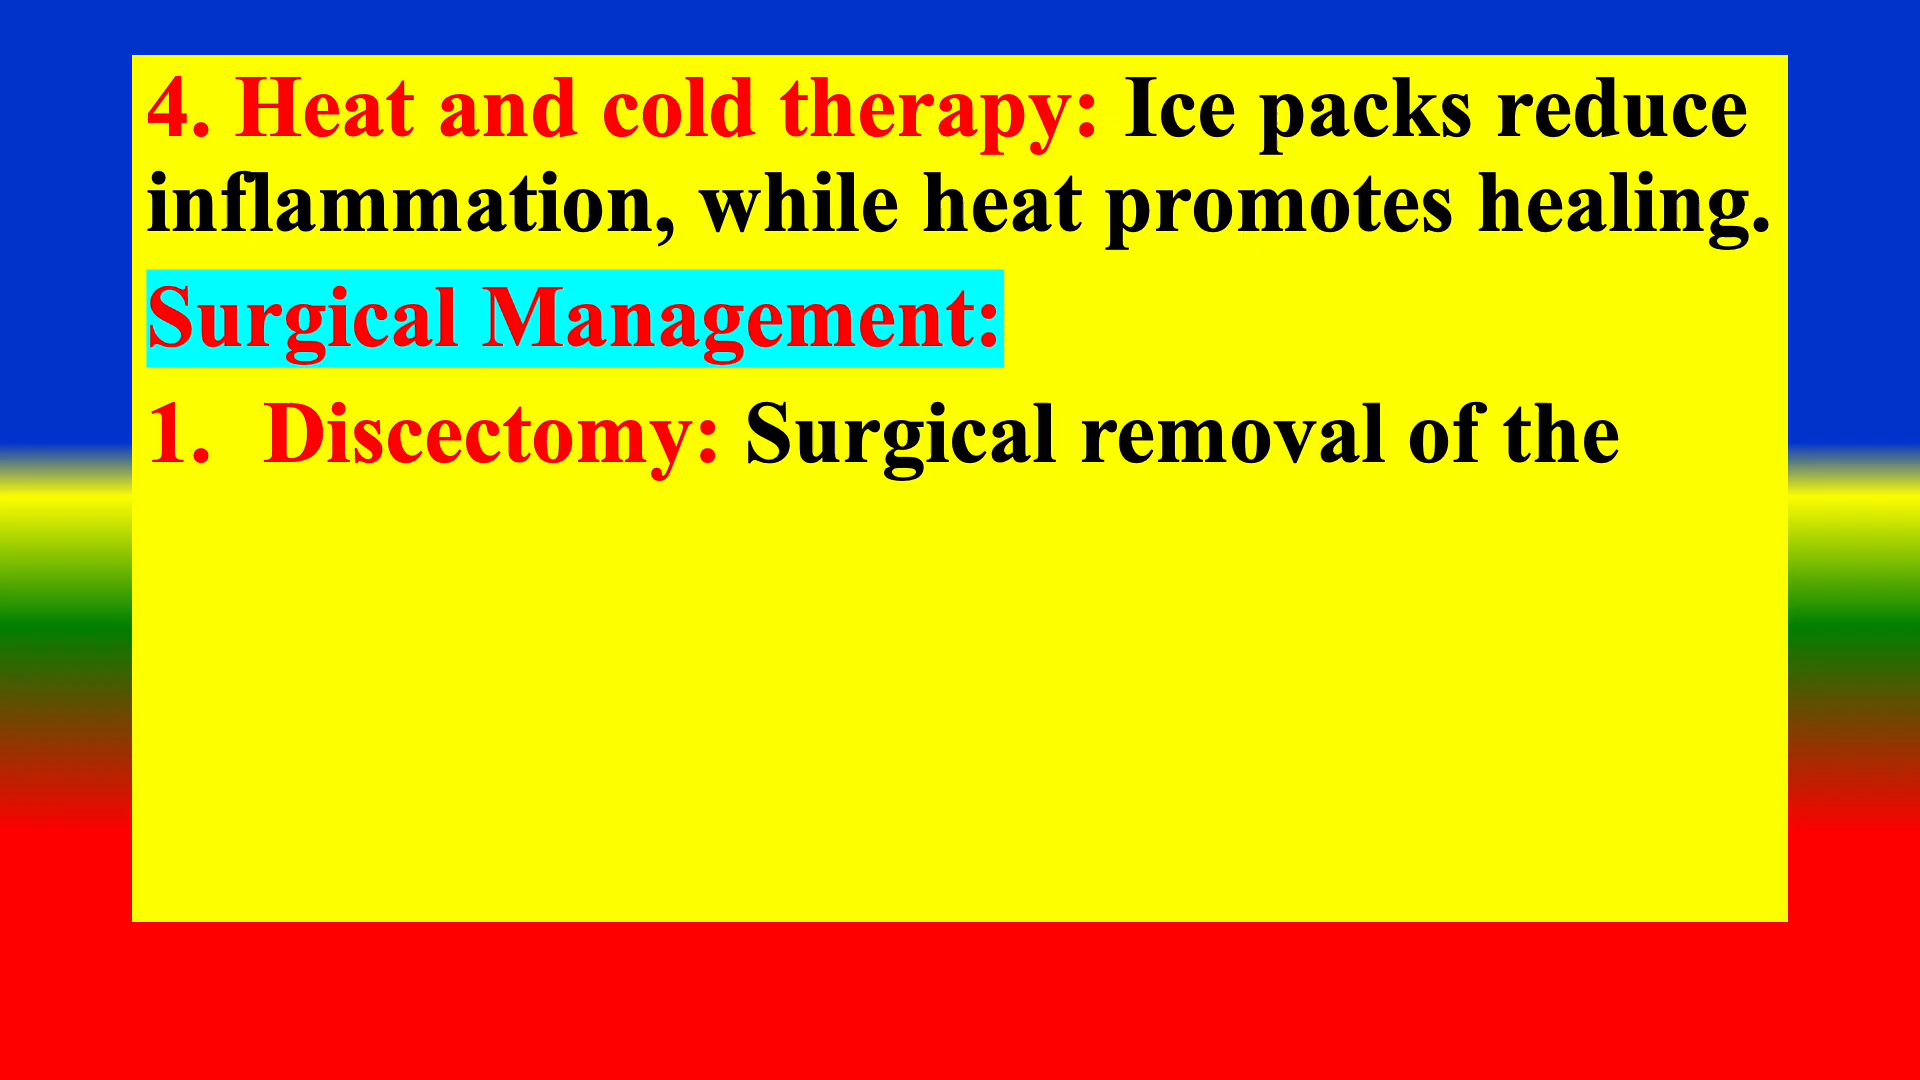 4. Heat and cold therapy: Ice packs reduce
inflammation, while heat promotes healing.
Surgical Management:
1. Discectomy: Surgical removal of the